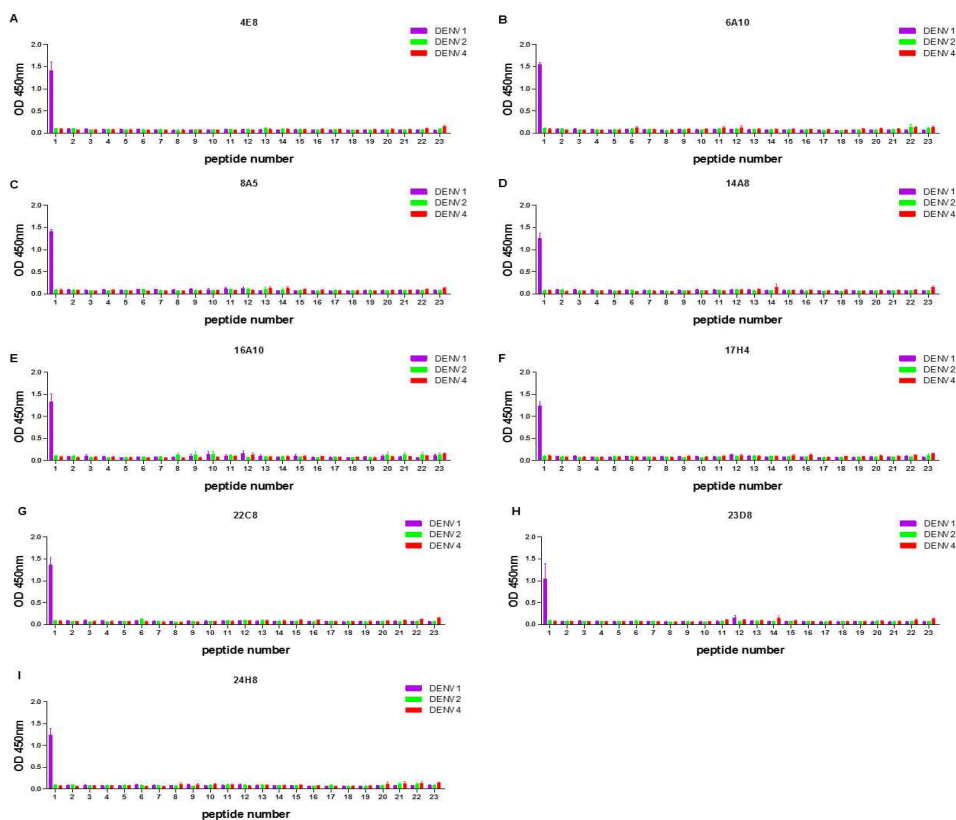 A
4E8
DENV1
DENV2
DENV4
OD 450nm
2.0
1.5
1.0
0.5
0.0
1 2 3 4 5 6 7 8 9 10 11 12 13 14 15 16 17 18 19 20 21 22 23
peptide number
B
6A10
DENV1
DENV2
DENV4
OD 450nm
2.0
1.5
1.0
0.5
0.0
1 2 3 4 5 6 7 8 9 10 11 12 13 14 15 16 17 18 19 20 21 22 23
peptide number
C
8A5
DENV1
DENV2
DENV4
OD 450nm
2.0
1.5
1.0
0.5
0.0
1 2 3 4 5 6 7 8 9 10 11 12 13 14 15 16 17 18 19 20 21 22 23
peptide number
D
14A8
DENV1
DENV2
DENV4
OD 450nm
2.0
1.5
1.0
0.5
0.0
1 2 3 4 5 6 7 8 9 10 11 12 13 14 15 16 17 18 19 20 21 22 23
peptide number
E
16A10
DENV1
DENV2
DENV4
OD 450nm
2.0
1.5
1.0
0.5
0.0
1 2 3 4 5 6 7 8 9 10 11 12 13 14 15 16 17 18 19 20 21 22 23
peptide number
F
17H4
DENV1
DENV2
DENV4
OD 450nm
2.0
1.5
1.0
0.5
0.0
1 2 3 4 5 6 7 8 9 10 11 12 13 14 15 16 17 18 19 20 21 22 23
peptide number
G
22C8
DENV1
DENV2
DENV4
OD 450nm
2.0
1.5
1.0
0.5
0.0
1 2 3 4 5 6 7 8 9 10 11 12 13 14 15 16 17 18 19 20 21 22 23
peptide number
H
23D8
DENV1
DENV2
DENV4
OD 450nm
2.0
1.5
1.0
0.5
0.0
1 2 3 4 5 6 7 8 9 10 11 12 13 14 15 16 17 18 19 20 21 22 23
peptide number
I
24H8
DENV1
DENV2
DENV4
OD 450nm
2.0
1.5
1.0
0.5
0.0
1 2 3 4 5 6 7 8 9 10 11 12 13 14 15 16 17 18 19 20 21 22 23
peptide number